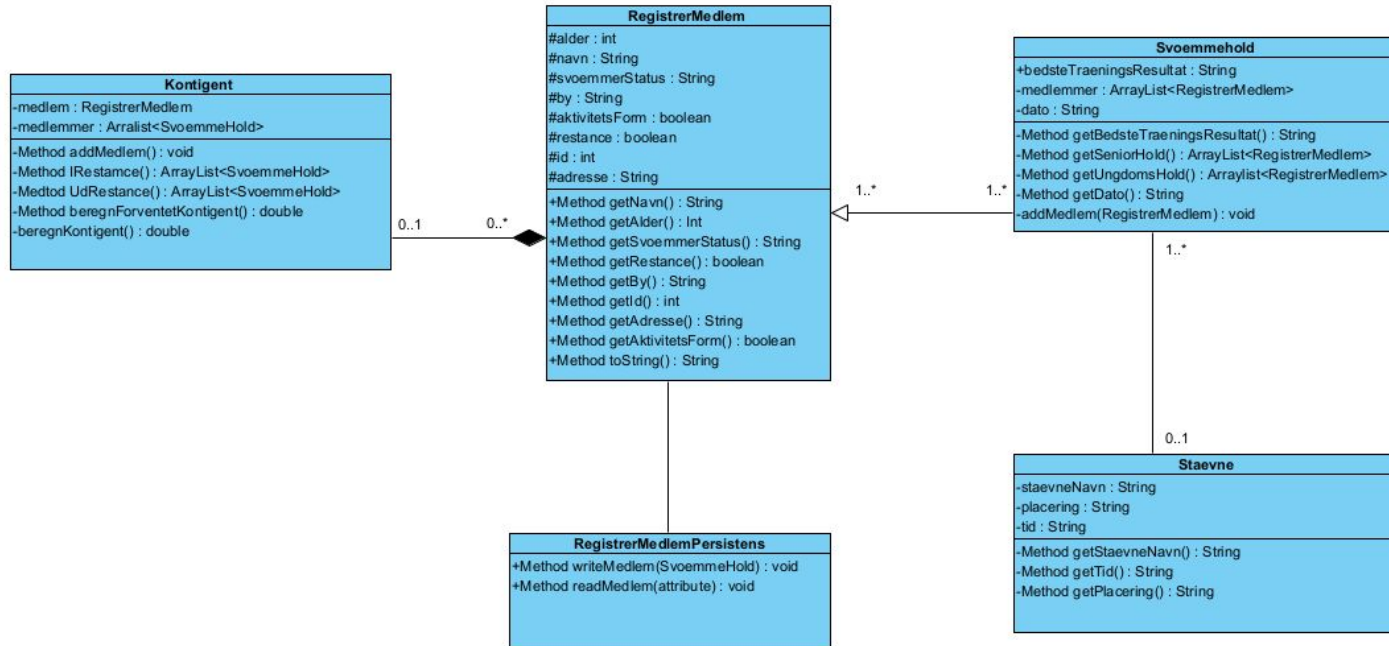 Kontigent
-medlem : RegistrerMedlem
-medlemmer : Arralist<SvoemmeHold>
-Method addMedlem() : void
-Method IRestamce() : ArrayList<SvoemmeHold>
-Medtod UdRestance() : ArrayList<SvoemmeHold>
-Method beregnForventetKontigent() : double
-beregnKontigent() : double
0..1
0..*
RegistrerMedlem
#alder : int
#navn : String
#svoemmerStatus : String
#by : String
#aktivitetsForm : boolean
#restance : boolean
#id : int
#adresse : String
+Method getNavn() : String
+Method getAlder() : Int
+Method getSvoemmerStatus() : String
+Method getRestance() : boolean
+Method getBy() : String
+Method getId() : int
+Method getAdresse() : String
+Method getAktivitetsForm() : boolean
+Method toString() : String
1..*
1..*
Svoemmehold
+bedsteTraeningsResultat : String
-medlemmer : ArrayList<RegistrerMedlem>
-dato : String
-Method getBedsteTraeningsResultat() : String
-Method getSeniorHold() : ArrayList<RegistrerMedlem>
-Method getUngdomsHold() : Arraylist<RegistrerMedlem>
-Method getDato() : String
-addMedlem(RegistrerMedlem) : void
1..*
0..1
RegistrerMedlemPersistens
+Method writeMedlem(SvoemmeHold) : void
+Method readMedlem(attribute) : void
Staevne
-staevneNavn : String
-placering : String
-tid : String
-Method getStaevneNavn() : String
-Method getTid() : String
-Method getPlacering() : String